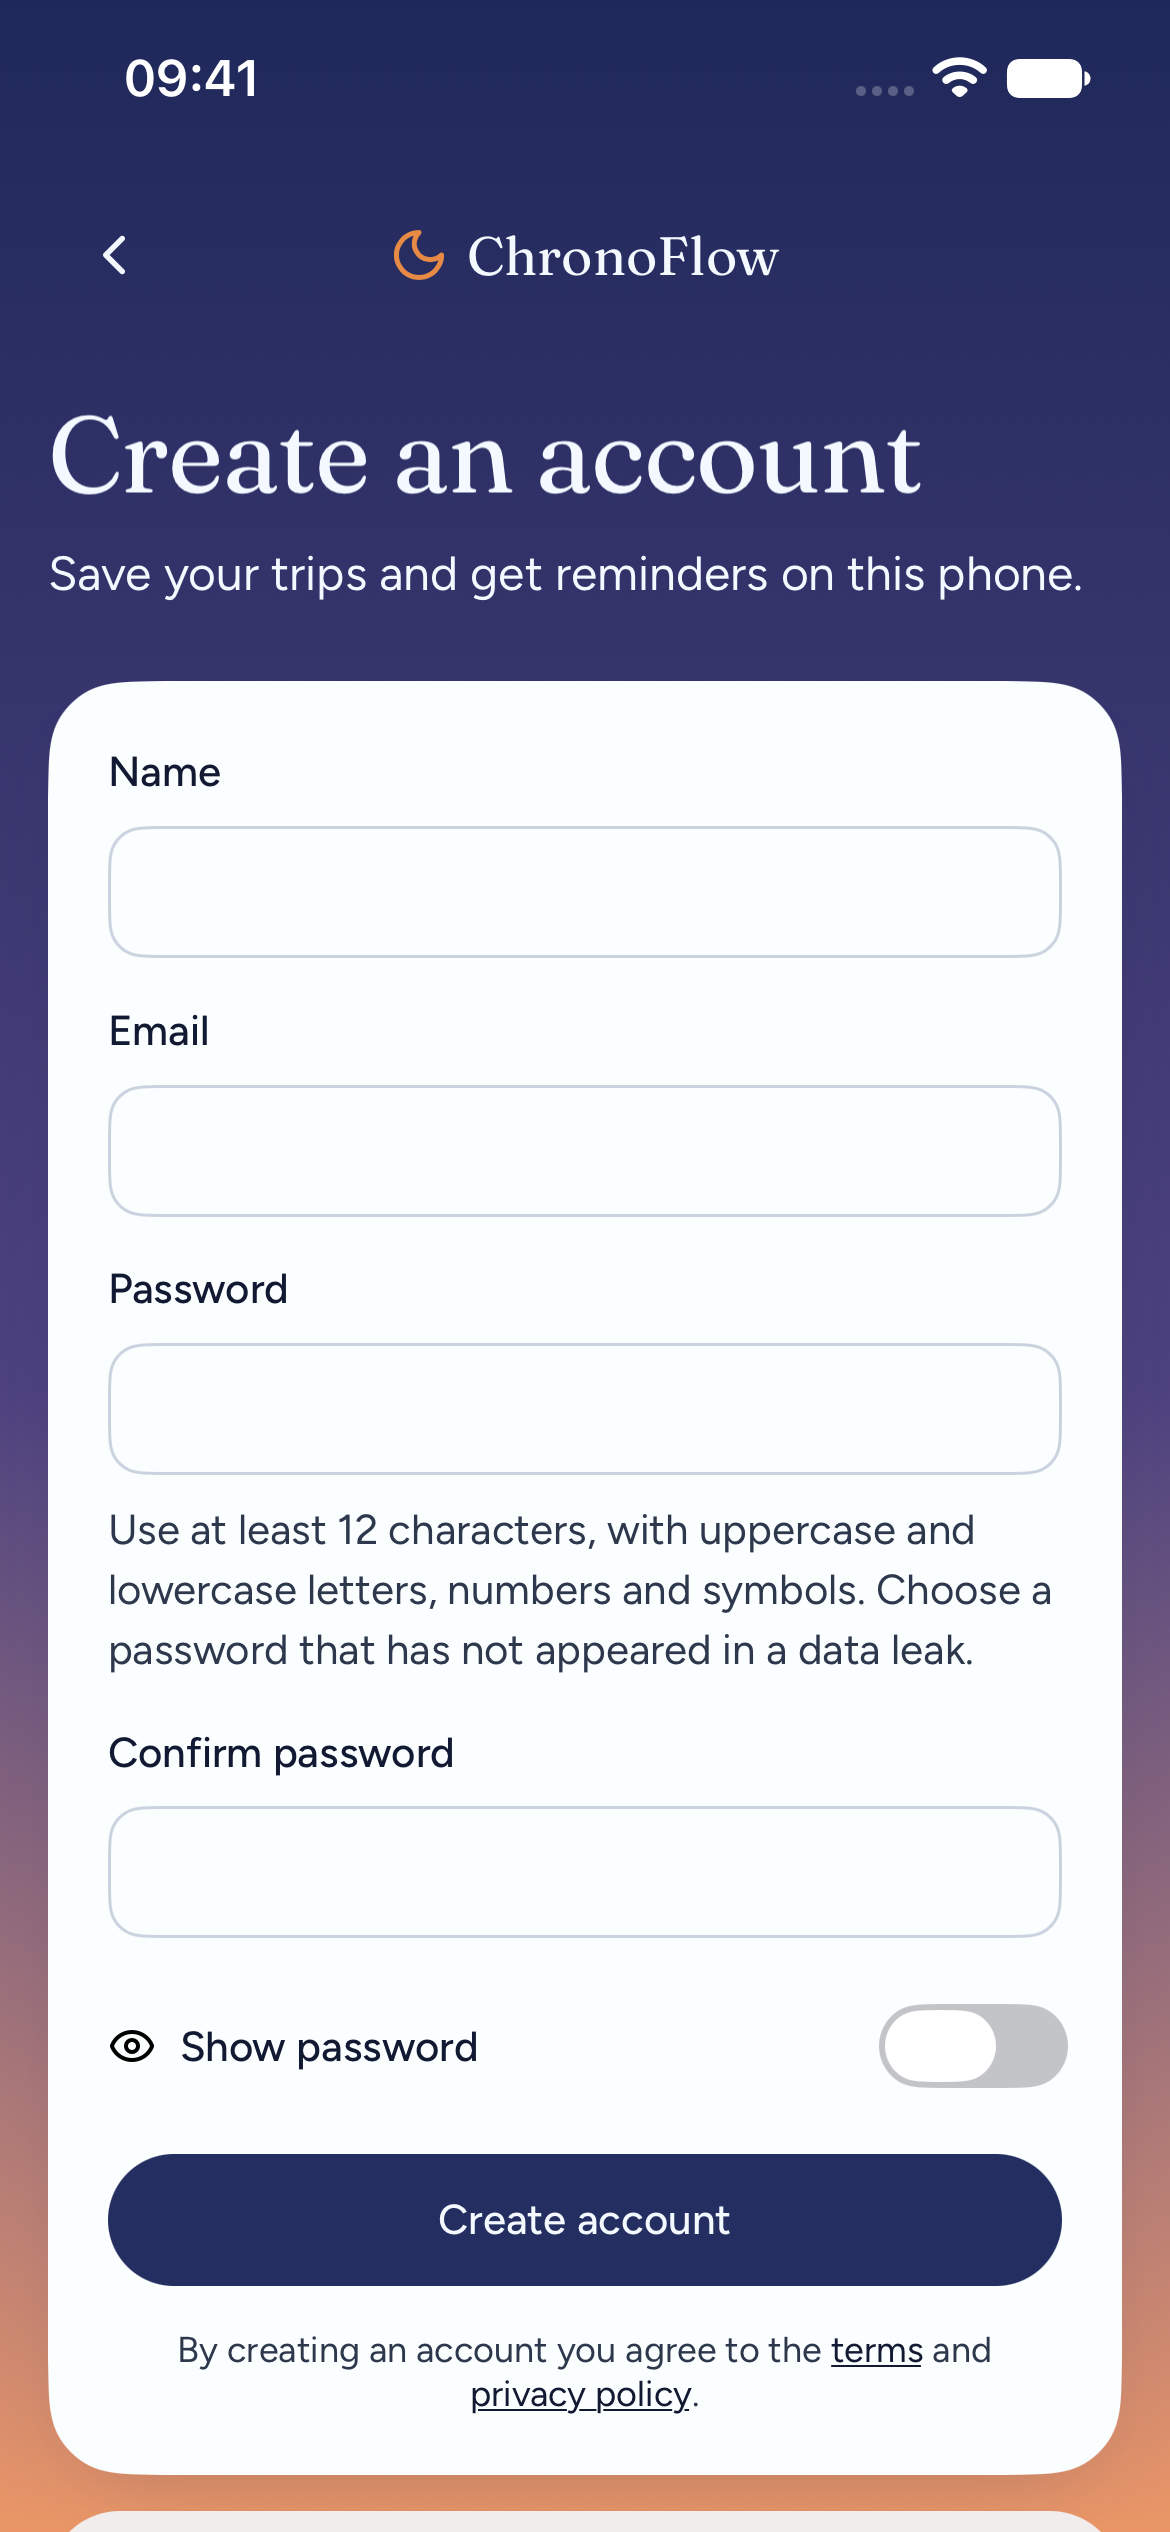 09:41
ChronoFlow
Create an account
Save your trips and get reminders on this phone.
Name
Email
Password
Use at least 12 characters, with uppercase and
lowercase letters, numbers and symbols. Choose a
password that has not appeared in a data leak.
Confirm password
Show password
Create account
By creating an account you agree to the terms and
privacy policy.